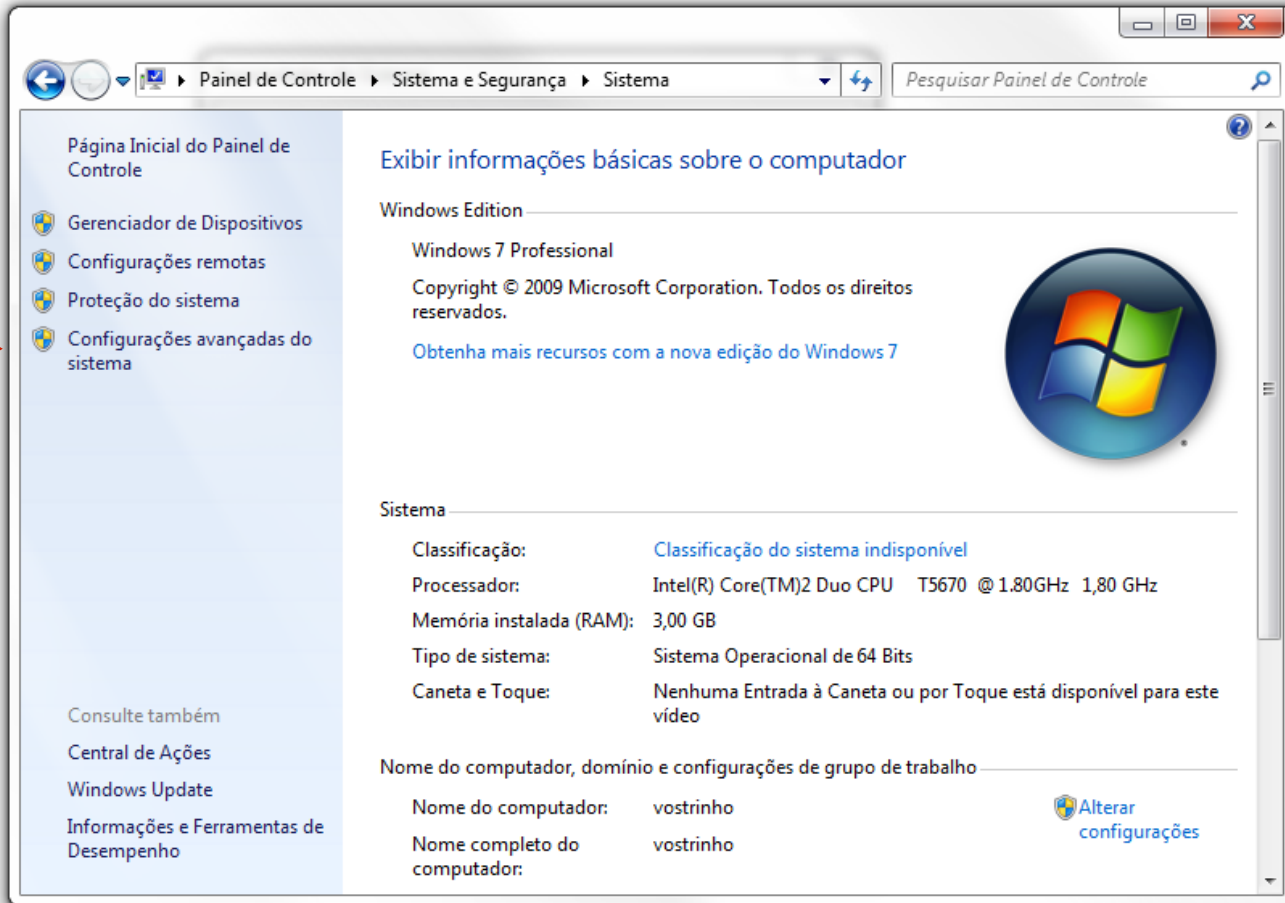 Painel de Controle ▸ Sistema e Segurança ▸ Sistema
Pesquisar Painel de Controle
Página Inicial do Painel de
Controle
Gerenciador de Dispositivos
Configurações remotas
Proteção do sistema
Configurações avançadas do
sistema
Consulte também
Central de Ações
Windows Update
Informações e Ferramentas de
Desempenho
Exibir informações básicas sobre o computador
Windows Edition
Windows 7 Professional
Copyright © 2009 Microsoft Corporation. Todos os direitos
reservados.
Obtenha mais recursos com a nova edição do Windows 7
Sistema
Classificação: Classificação do sistema indisponível
Processador: Intel(R) Core(TM)2 Duo CPU T5670 @ 1.80GHz 1,80 GHz
Memória instalada (RAM): 3,00 GB
Tipo de sistema: Sistema Operacional de 64 Bits
Caneta e Toque: Nenhuma Entrada à Caneta ou por Toque está disponível para este
vídeo
Nome do computador, domínio e configurações de grupo de trabalho
Nome do computador: vostrinho
Alterar
configurações
Nome completo do
computador: vostrinho